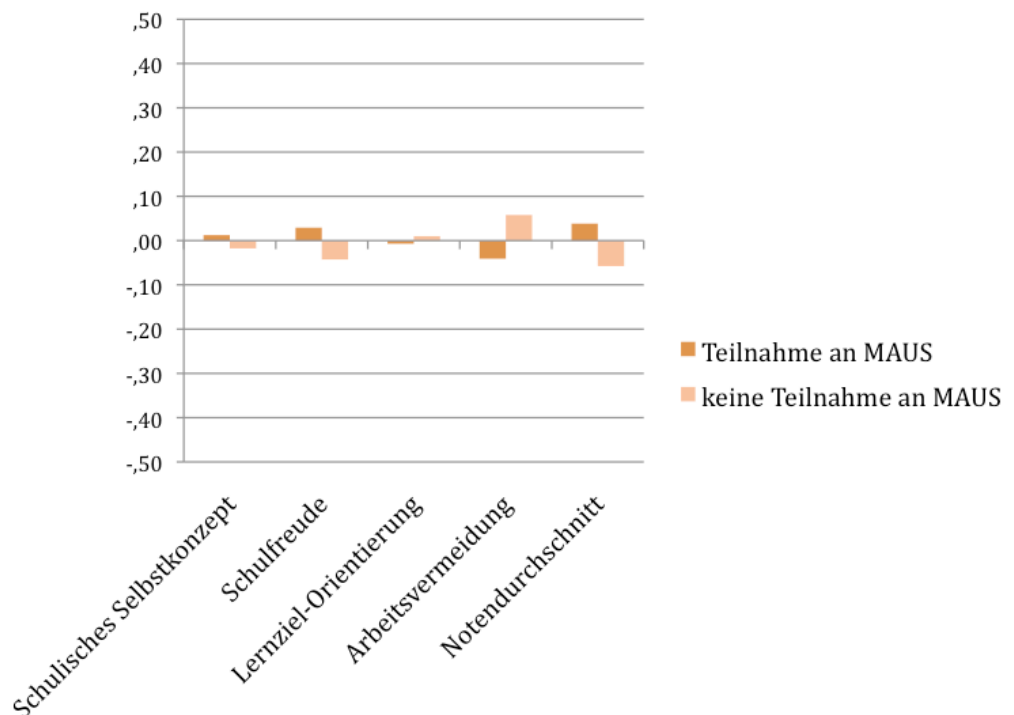 ,50
,40
,30
,20
,10
,00
-,10
-,20
-,30
-,40
-,50
Teilnahme an MAUS
keine Teilnahme an MAUS
Schulisches Selbstkonzept
Schulfreude
Lernziel-Orientierung
Arbeitsvermeidung
Notendurchschnitt